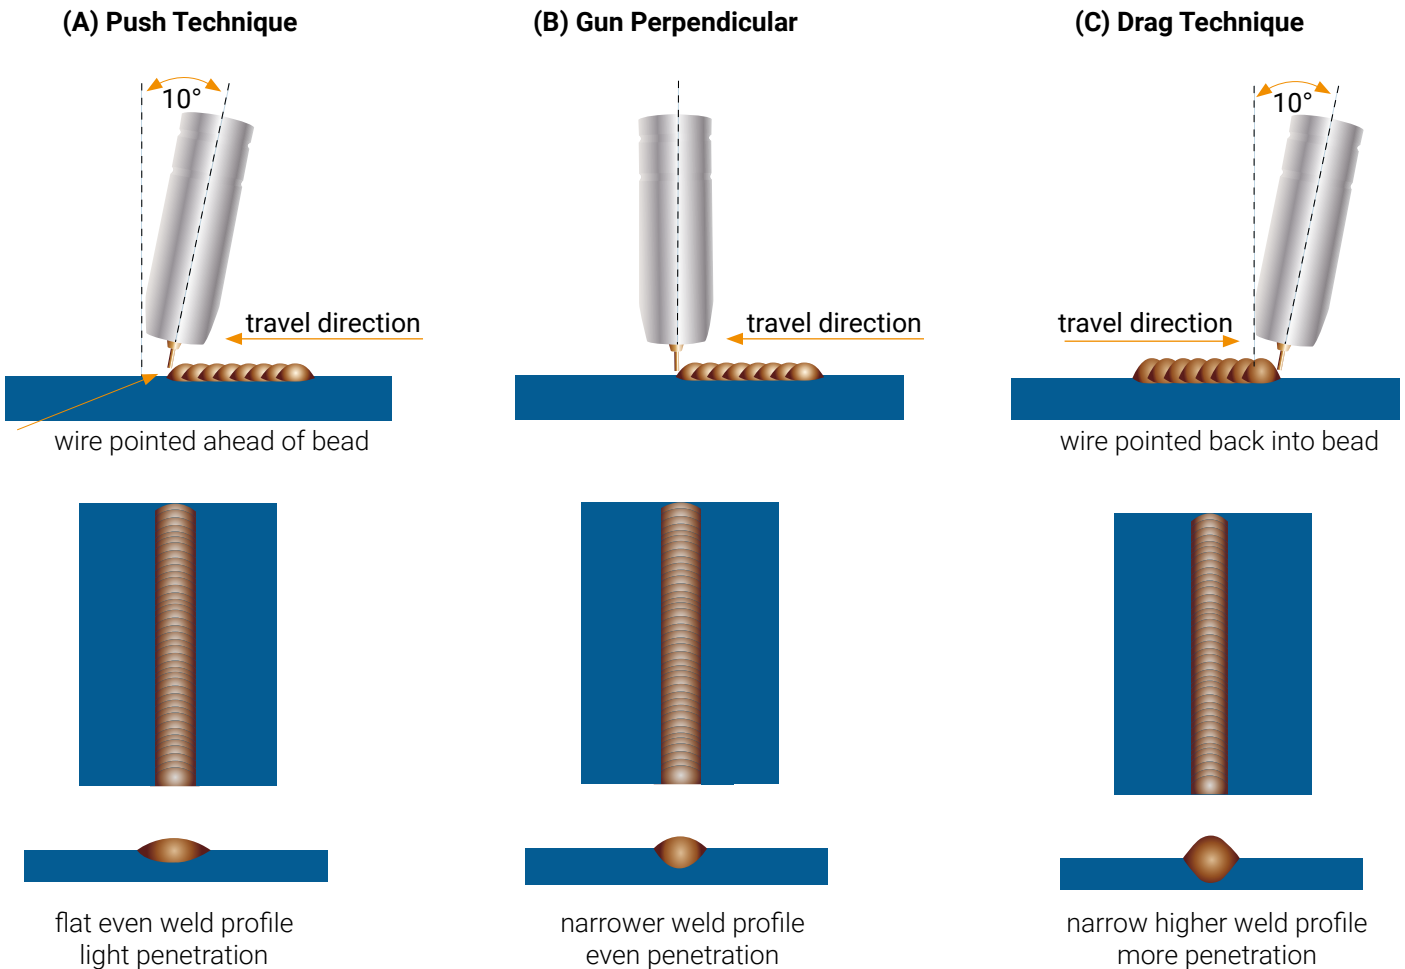 (A) Push Technique
(B) Gun Perpendicular
(C) Drag Technique
10°
10°
travel direction
travel direction
travel direction
wire pointed ahead of bead
wire pointed back into bead
flat even weld profile
light penetration
narrower weld profile
even penetration
narrow higher weld profile
more penetration